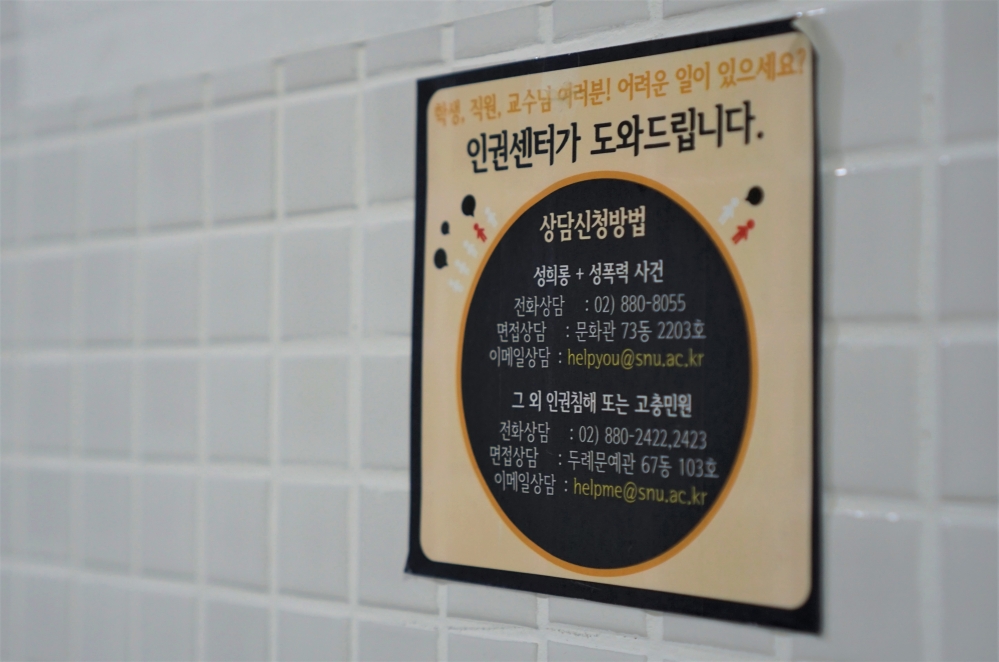 학생, 직원, 교수님 여러분! 어려운 일이 있으세요?
인권센터가 도와드립니다.
상담신청방법
성희롱 + 성폭력 사건
전화상담 : 02) 880-8055
면접상담 : 문화관 73동 2203호
이메일상담 : helpyou@snu.ac.kr
그 외 인권침해 또는 고충민원
전화상담 : 02) 880-2422,2423
면접상담 : 두레문예관 67동 103호
이메일상담 : helpme@snu.ac.kr